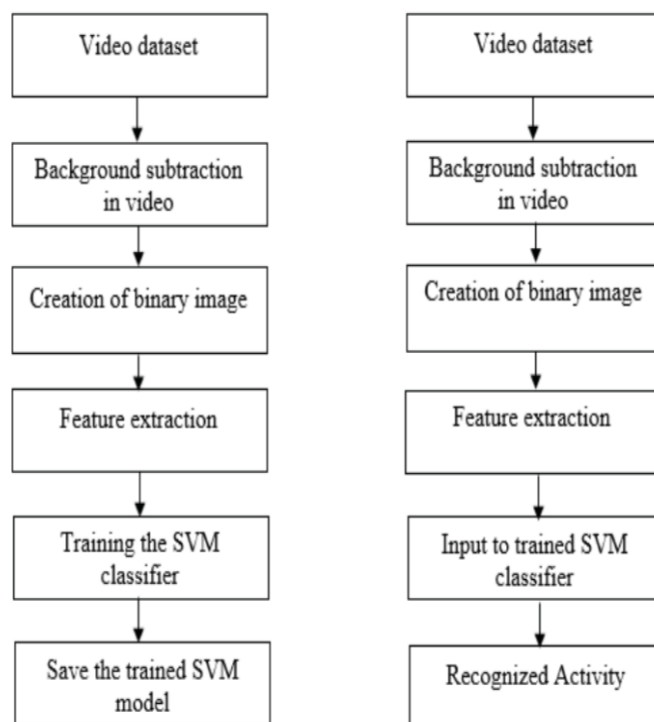 Video dataset
Background subtraction
in video
Creation of binary image
Feature extraction
Training the SVM
classifier
Save the trained SVM
model
Video dataset
Background subtraction
in video
Creation of binary image
Feature extraction
Input to trained SVM
classifier
Recognized Activity